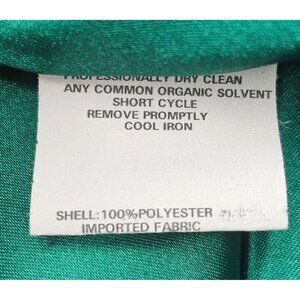 PROFESSIONALLY DRY CLEAN
ANY COMMON ORGANIC SOLVENT
SHORT CYCLE
REMOVE PROMPTLY
COOL IRON
SHELL:100%POLYESTER
IMPORTED FABRIC